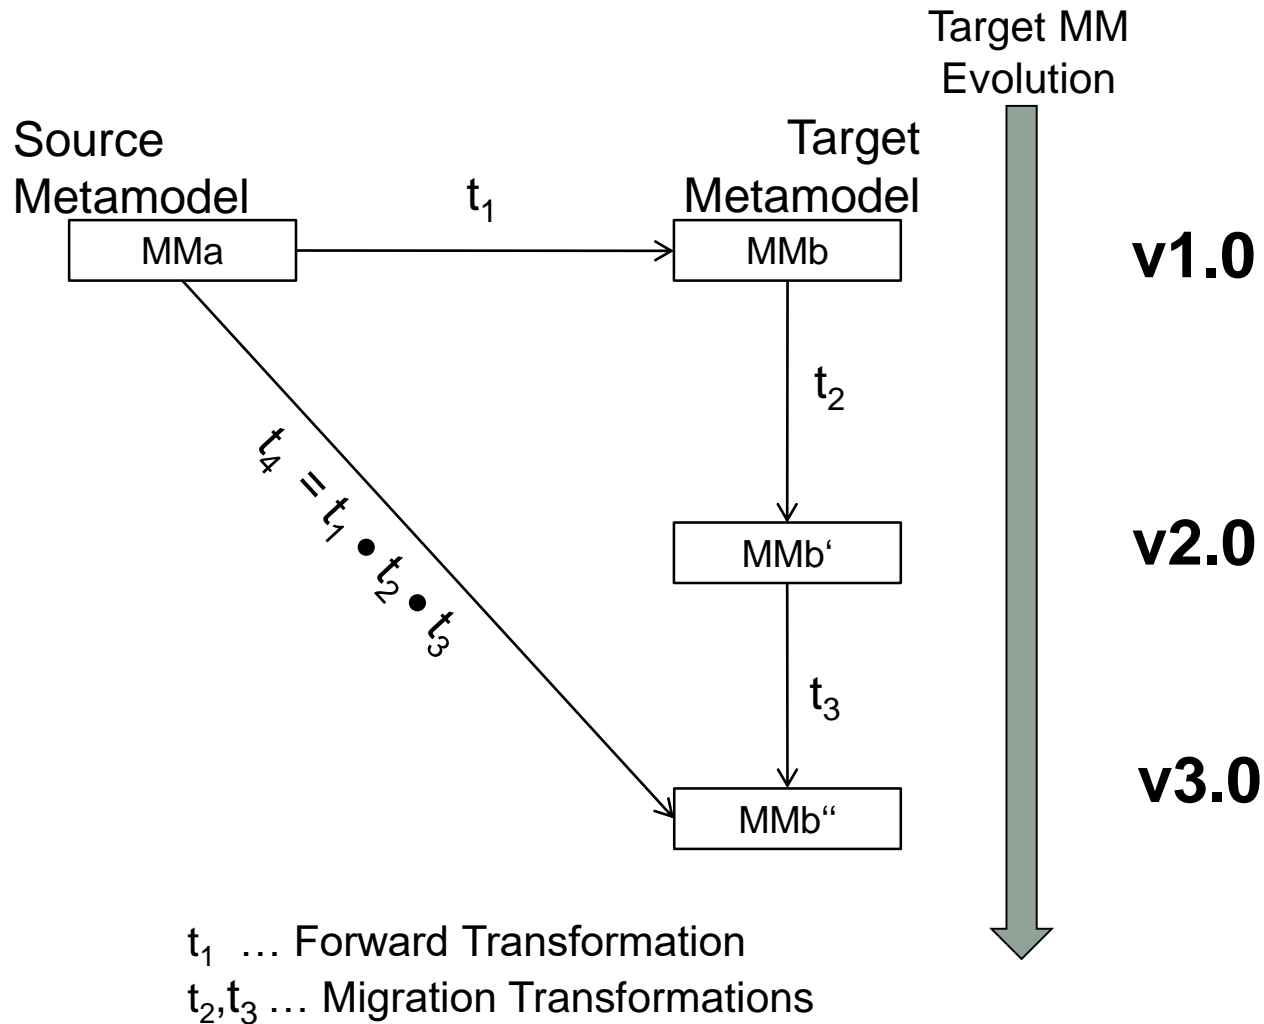 Target MM
Evolution
Source
Metamodel
Target
Metamodel
t₁
MMa
MMb
v1.0
t₂
t₄ = t₁ • t₂ • t₃
MMb‘
v2.0
t₃
MMb“
v3.0
t₁ … Forward Transformation
t₂,t₃ … Migration Transformations